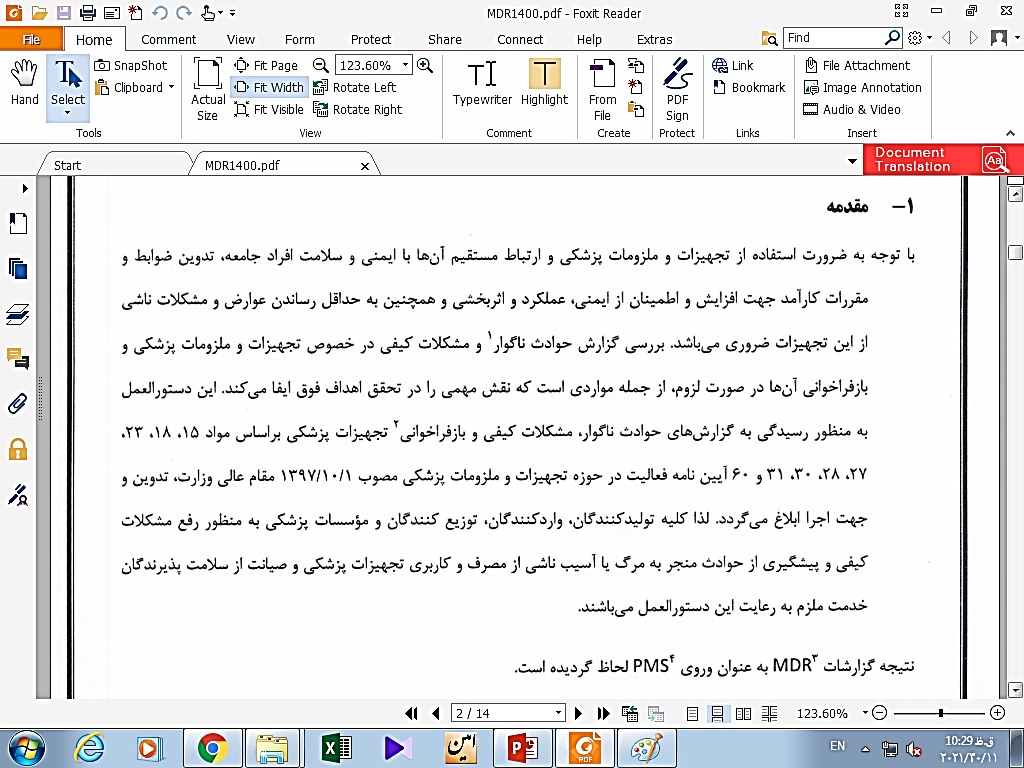 MDR1400.pdf - Foxit Reader
File Home Comment View Form Protect Share Connect Help Extras Find
Hand
Select
SnapShot
Clipboard
Tools
Actual Size
Fit Page
Fit Width
Fit Visible
123.60%
Rotate Left
Rotate Right
View
Typewriter
Highlight
Comment
From File
Create
PDF Sign
Protect
Link
Bookmark
Links
File Attachment
Image Annotation
Audio & Video
Insert
Start
MDR1400.pdf
Document Translation
۱- مقدمه
با توجه به ضرورت استفاده از تجهیزات و ملزومات پزشکی و ارتباط مستقیم آن‌ها با ایمنی و سلامت افراد جامعه، تدوین ضوابط و
مقررات کارآمد جهت افزایش و اطمینان از ایمنی، عملکرد و اثربخشی و همچنین به حداقل رساندن عوارض و مشکلات ناشی
از این تجهیزات ضروری می‌باشد. بررسی گزارش حوادث ناگوار۱ و مشکلات کیفی در خصوص تجهیزات و ملزومات پزشکی و
بازفراخوانی آن‌ها در صورت لزوم، از جمله مواردی است که نقش مهمی را در تحقق اهداف فوق ایفا می‌کند. این دستورالعمل
به منظور رسیدگی به گزارش‌های حوادث ناگوار، مشکلات کیفی و بازفراخوانی۲ تجهیزات پزشکی براساس مواد ۱۵، ۱۸، ۲۳،
۲۷، ۲۸، ۳۰، ۳۱ و ۶۰ آیین نامه فعالیت در حوزه تجهیزات و ملزومات پزشکی مصوب ۱۳۹۷/۱۰/۱ مقام عالی وزارت، تدوین و
جهت اجرا ابلاغ می‌گردد. لذا کلیه تولیدکنندگان، واردکنندگان، توزیع کنندگان و مؤسسات پزشکی به منظور رفع مشکلات
کیفی و پیشگیری از حوادث منجر به مرگ یا آسیب ناشی از مصرف و کاربری تجهیزات پزشکی و صیانت از سلامت پذیرندگان
خدمت ملزم به رعایت این دستورالعمل می‌باشند.
نتیجه گزارشات MDR۳ به عنوان وروی PMS۴ لحاظ گردیده است.
2 / 14
123.60%
امین
PDF
EN
10:29 ق.ظ
۲۰۲۱/۳۰/۱۱